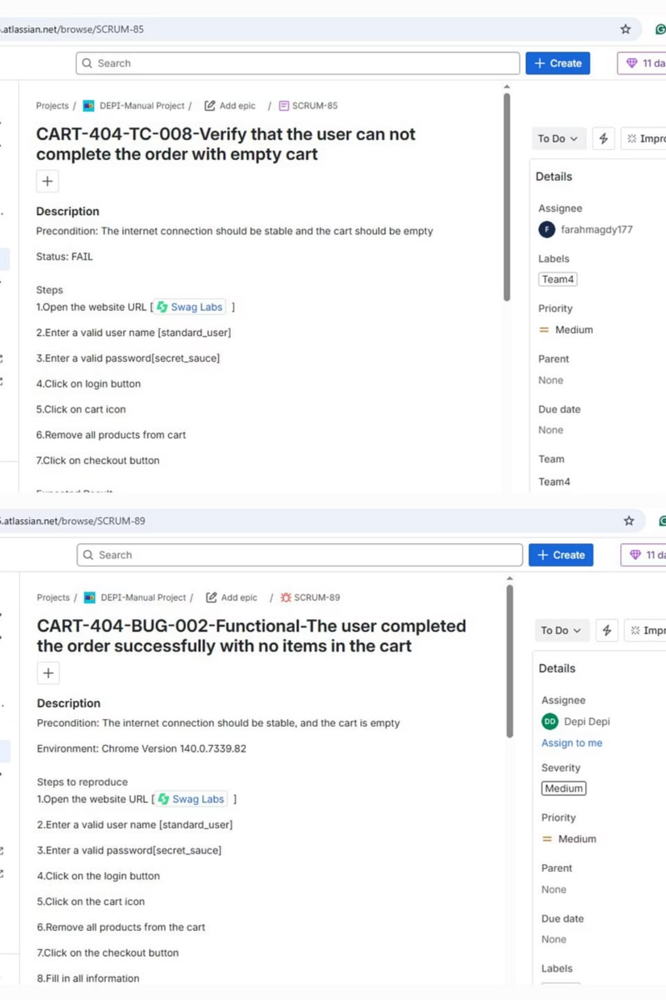 .atlassian.net/browse/SCRUM-85
Search
Create
11 da
Projects / DEPI-Manual Project / Add epic / SCRUM-85
CART-404-TC-008-Verify that the user can not
complete the order with empty cart
Description
Precondition: The internet connection should be stable and the cart should be empty
Status: FAIL
Steps
1.Open the website URL [ Swag Labs ]
2.Enter a valid user name [standard_user]
3.Enter a valid password[secret_sauce]
4.Click on login button
5.Click on cart icon
6.Remove all products from cart
7.Click on checkout button
Expected Result
To Do
Impro
Details
Assignee
F farahmagdy177
Labels
Team4
Priority
Medium
Parent
None
Due date
None
Team
Team4
.atlassian.net/browse/SCRUM-89
Search
Create
11 da
Projects / DEPI-Manual Project / Add epic / SCRUM-89
CART-404-BUG-002-Functional-The user completed
the order successfully with no items in the cart
Description
Precondition: The internet connection should be stable, and the cart is empty
Environment: Chrome Version 140.0.7339.82
Steps to reproduce
1.Open the website URL [ Swag Labs ]
2.Enter a valid user name [standard_user]
3.Enter a valid password[secret_sauce]
4.Click on the login button
5.Click on the cart icon
6.Remove all products from the cart
7.Click on the checkout button
8.Fill in all information
To Do
Impr
Details
Assignee
DD Depi Depi
Assign to me
Severity
Medium
Priority
Medium
Parent
None
Due date
None
Labels